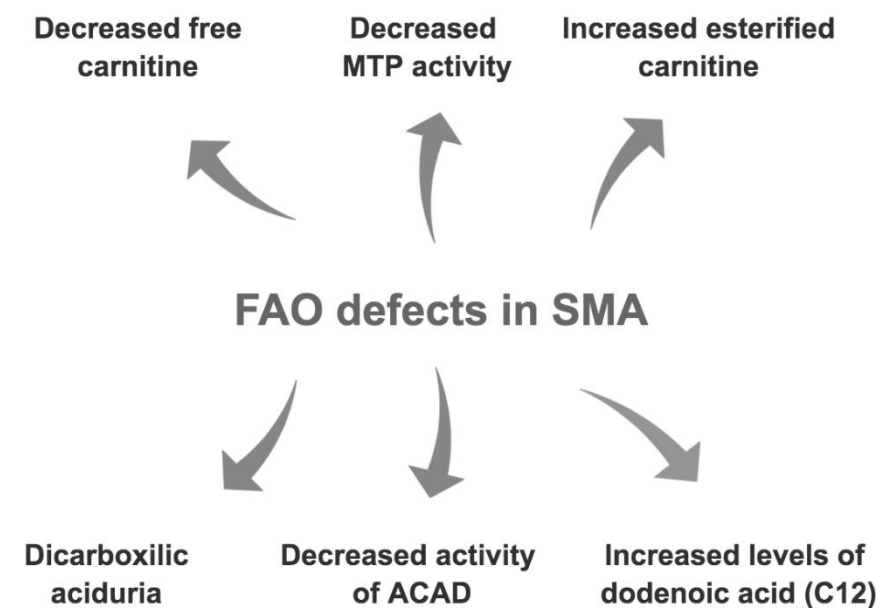 Decreased free
carnitine
Decreased
MTP activity
Increased esterified
carnitine
FAO defects in SMA
Dicarboxilic
aciduria
Decreased activity
of ACAD
Increased levels of
dodenoic acid (C12)